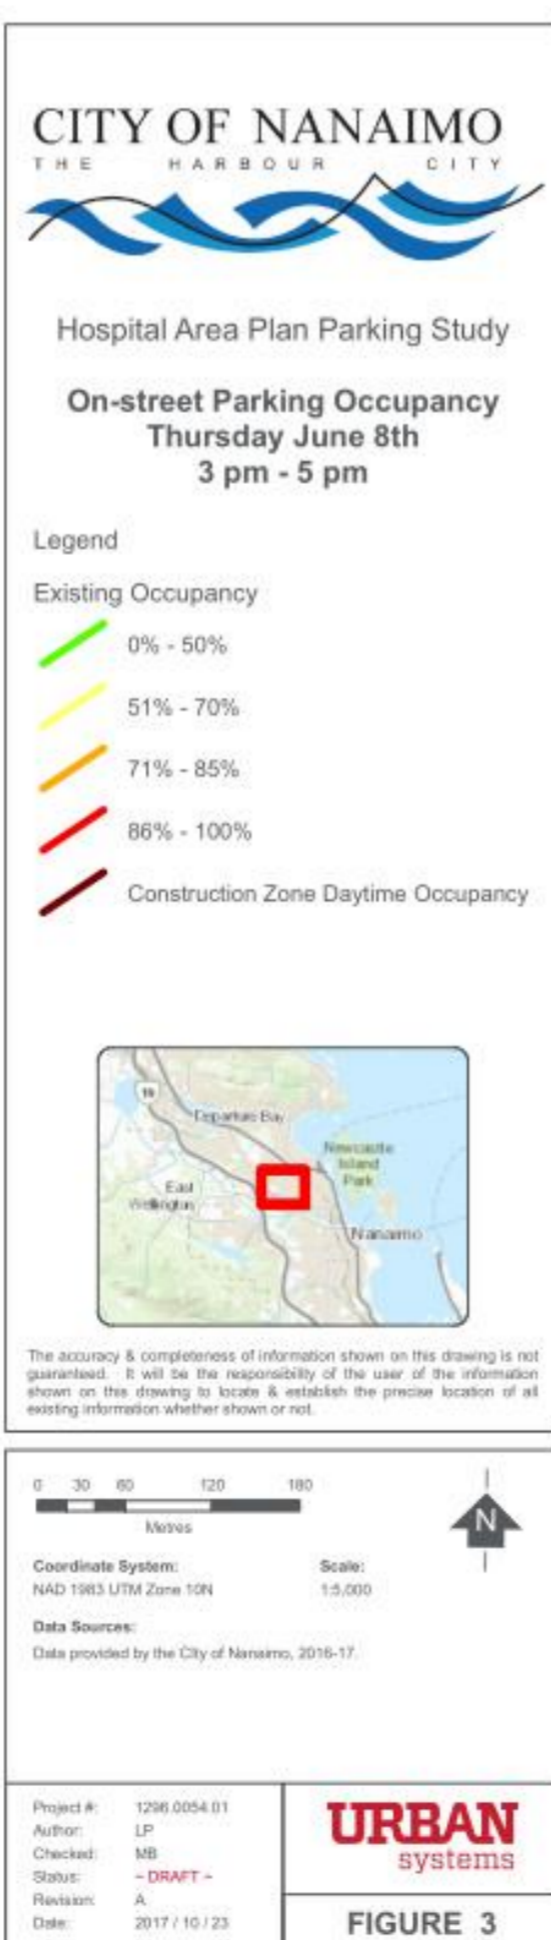 CITY OF NANAIMO
THE HARBOUR CITY
Hospital Area Plan Parking Study
On-street Parking Occupancy
Thursday June 8th
3 pm - 5 pm
Legend
Existing Occupancy
0% - 50%
51% - 70%
71% - 85%
86% - 100%
Construction Zone Daytime Occupancy
19
Departure Bay
Newcastle
Island
Park
East
Wellington
Nanaimo
The accuracy & completeness of information shown on this drawing is not
guaranteed. It will be the responsibility of the user of the information
shown on this drawing to locate & establish the precise location of all
existing information whether shown or not.
0 30 60 120 180
Metres
N
Coordinate System: Scale:
NAD 1983 UTM Zone 10N 1:5,000
Data Sources:
Data provided by the City of Nanaimo, 2016-17.
Project #: 1296.0054.01
Author: LP
Checked: MB
Status: ~ DRAFT ~
Revision: A
Date: 2017 / 10 / 23
URBAN
systems
FIGURE 3